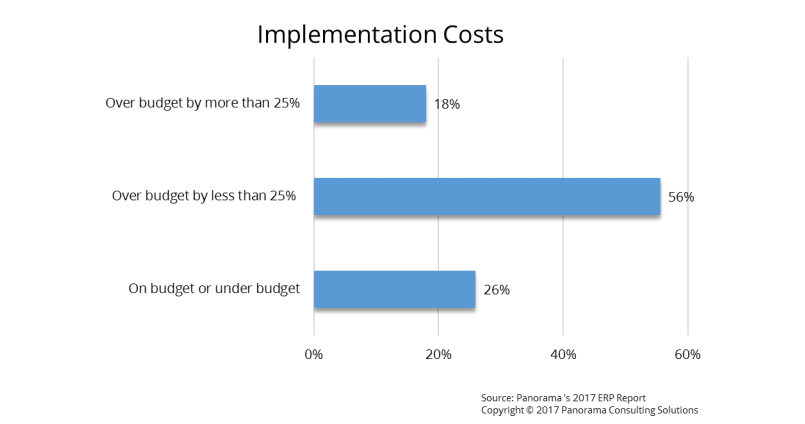 Implementation Costs
Over budget by more than 25%
18%
Over budget by less than 25%
56%
On budget or under budget
26%
0%
20%
40%
60%
Source: Panorama 's 2017 ERP Report
Copyright © 2017 Panorama Consulting Solutions